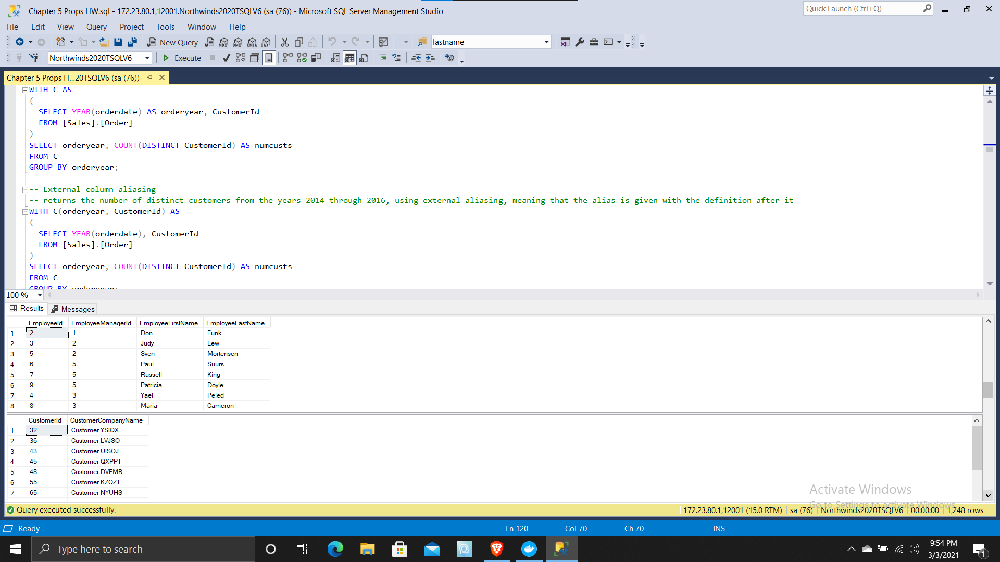 Chapter 5 Props HW.sql - 172.23.80.1,12001.Northwinds2020TSQLV6 (sa (76)) - Microsoft SQL Server Management Studio
Quick Launch (Ctrl+Q)
File Edit View Query Project Tools Window Help
New Query
MDX DMX XMLA DAX
lastname
Northwinds2020TSQLV6
Execute
Chapter 5 Props H...20TSQLV6 (sa (76))
WITH C AS
(
SELECT YEAR(orderdate) AS orderyear, CustomerId
FROM [Sales].[Order]
)
SELECT orderyear, COUNT(DISTINCT CustomerId) AS numcusts
FROM C
GROUP BY orderyear;
-- External column aliasing
-- returns the number of distinct customers from the years 2014 through 2016, using external aliasing, meaning that the alias is given with the definition after it
WITH C(orderyear, CustomerId) AS
(
SELECT YEAR(orderdate), CustomerId
FROM [Sales].[Order]
)
SELECT orderyear, COUNT(DISTINCT CustomerId) AS numcusts
FROM C
GROUP BY orderyear;
100 %
Results Messages
EmployeeId EmployeeManagerId EmployeeFirstName EmployeeLastName
1 2 1 Don Funk
2 3 2 Judy Lew
3 5 2 Sven Mortensen
4 6 5 Paul Suurs
5 7 5 Russell King
6 9 5 Patricia Doyle
7 4 3 Yael Peled
8 8 3 Maria Cameron
CustomerId CustomerCompanyName
1 32 Customer YSIQX
2 36 Customer LVJSO
3 43 Customer UISOJ
4 45 Customer QXPPT
5 48 Customer DVFMB
6 55 Customer KZQZT
7 65 Customer NYUHS
Activate Windows
Go to Settings to activate Windows.
Query executed successfully.
172.23.80.1,12001 (15.0 RTM) sa (76) Northwinds2020TSQLV6 00:00:00 1,248 rows
Ready
Ln 120 Col 70 Ch 70 INS
Type here to search
9:54 PM
3/3/2021
1